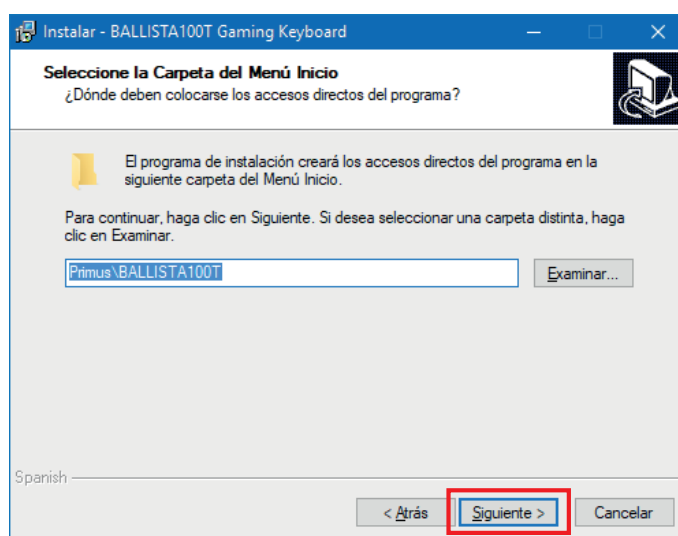 Instalar - BALLISTA100T Gaming Keyboard
Seleccione la Carpeta del Menú Inicio
¿Dónde deben colocarse los accesos directos del programa?
El programa de instalación creará los accesos directos del programa en la
siguiente carpeta del Menú Inicio.
Para continuar, haga clic en Siguiente. Si desea seleccionar una carpeta distinta, haga
clic en Examinar.
Primus\BALLISTA100T
Examinar...
Spanish
< Atrás
Siguiente >
Cancelar